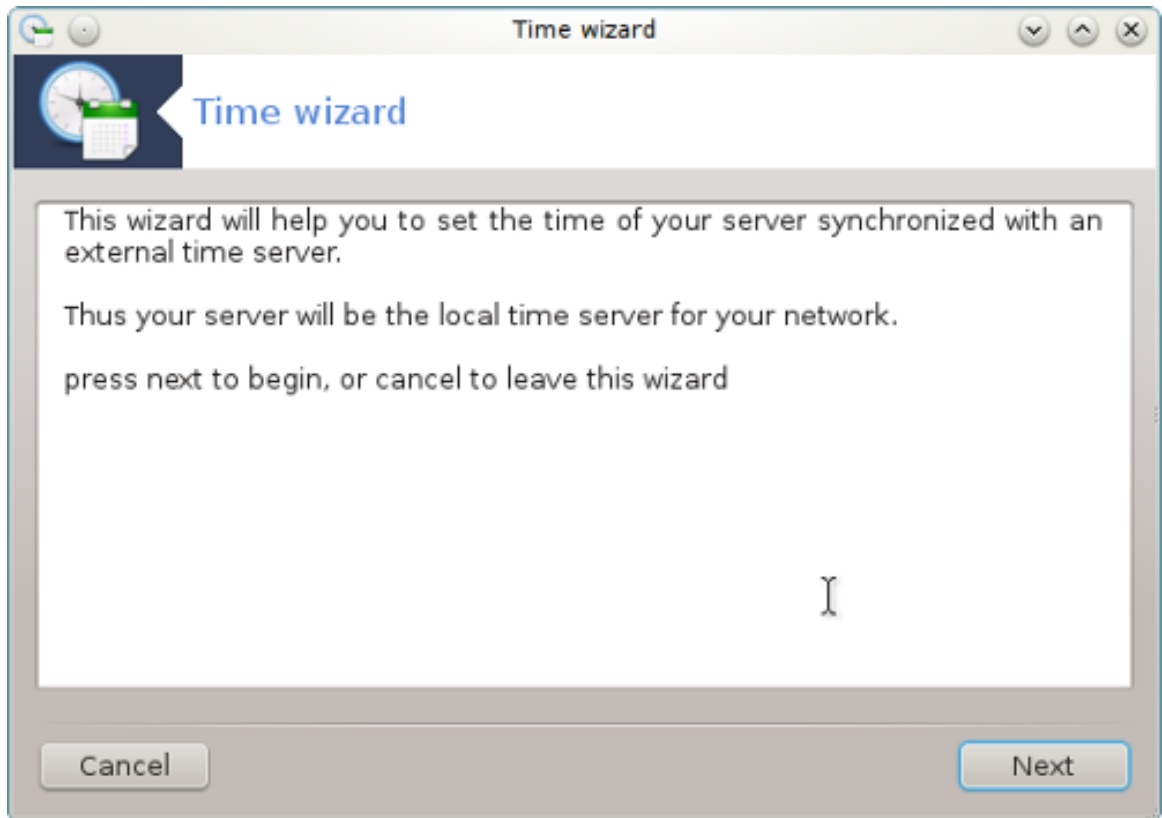 Time wizard
Time wizard
This wizard will help you to set the time of your server synchronized with an
external time server.
Thus your server will be the local time server for your network.
press next to begin, or cancel to leave this wizard
Cancel
Next